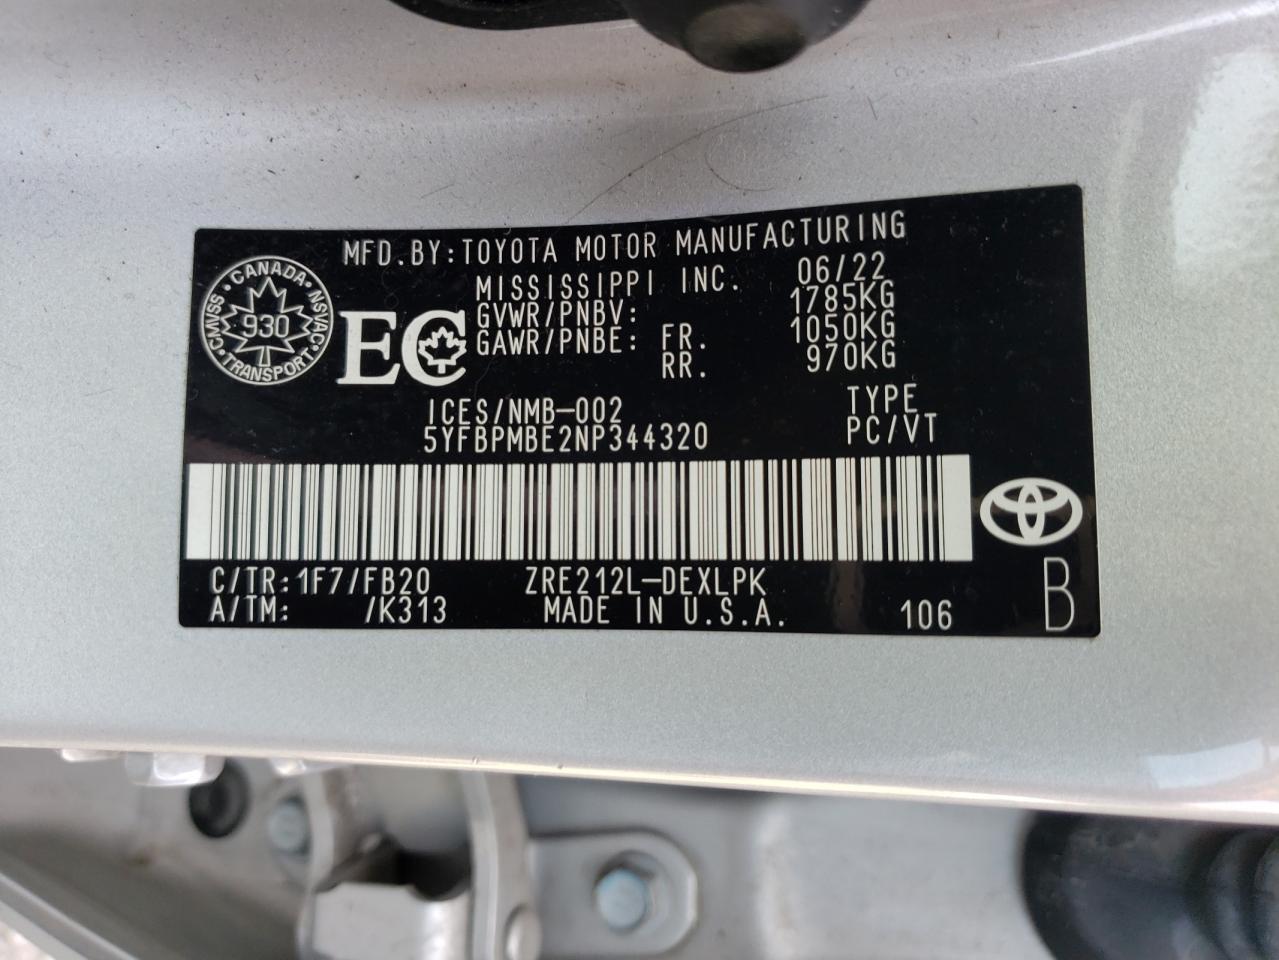 MFD.BY:TOYOTA MOTOR MANUFACTURING
MISSISSIPPI INC. 06/22
GVWR/PNBV: 1785KG
GAWR/PNBE: FR. 1050KG
RR. 970KG
CANADA
CMVSS 930 NSVAC
TRANSPORT
EC
ICES/NMB-002 TYPE
5YFBPMBE2NP344320 PC/VT
C/TR:1F7/FB20 ZRE212L-DEXLPK
A/TM: /K313 MADE IN U.S.A. 106 B